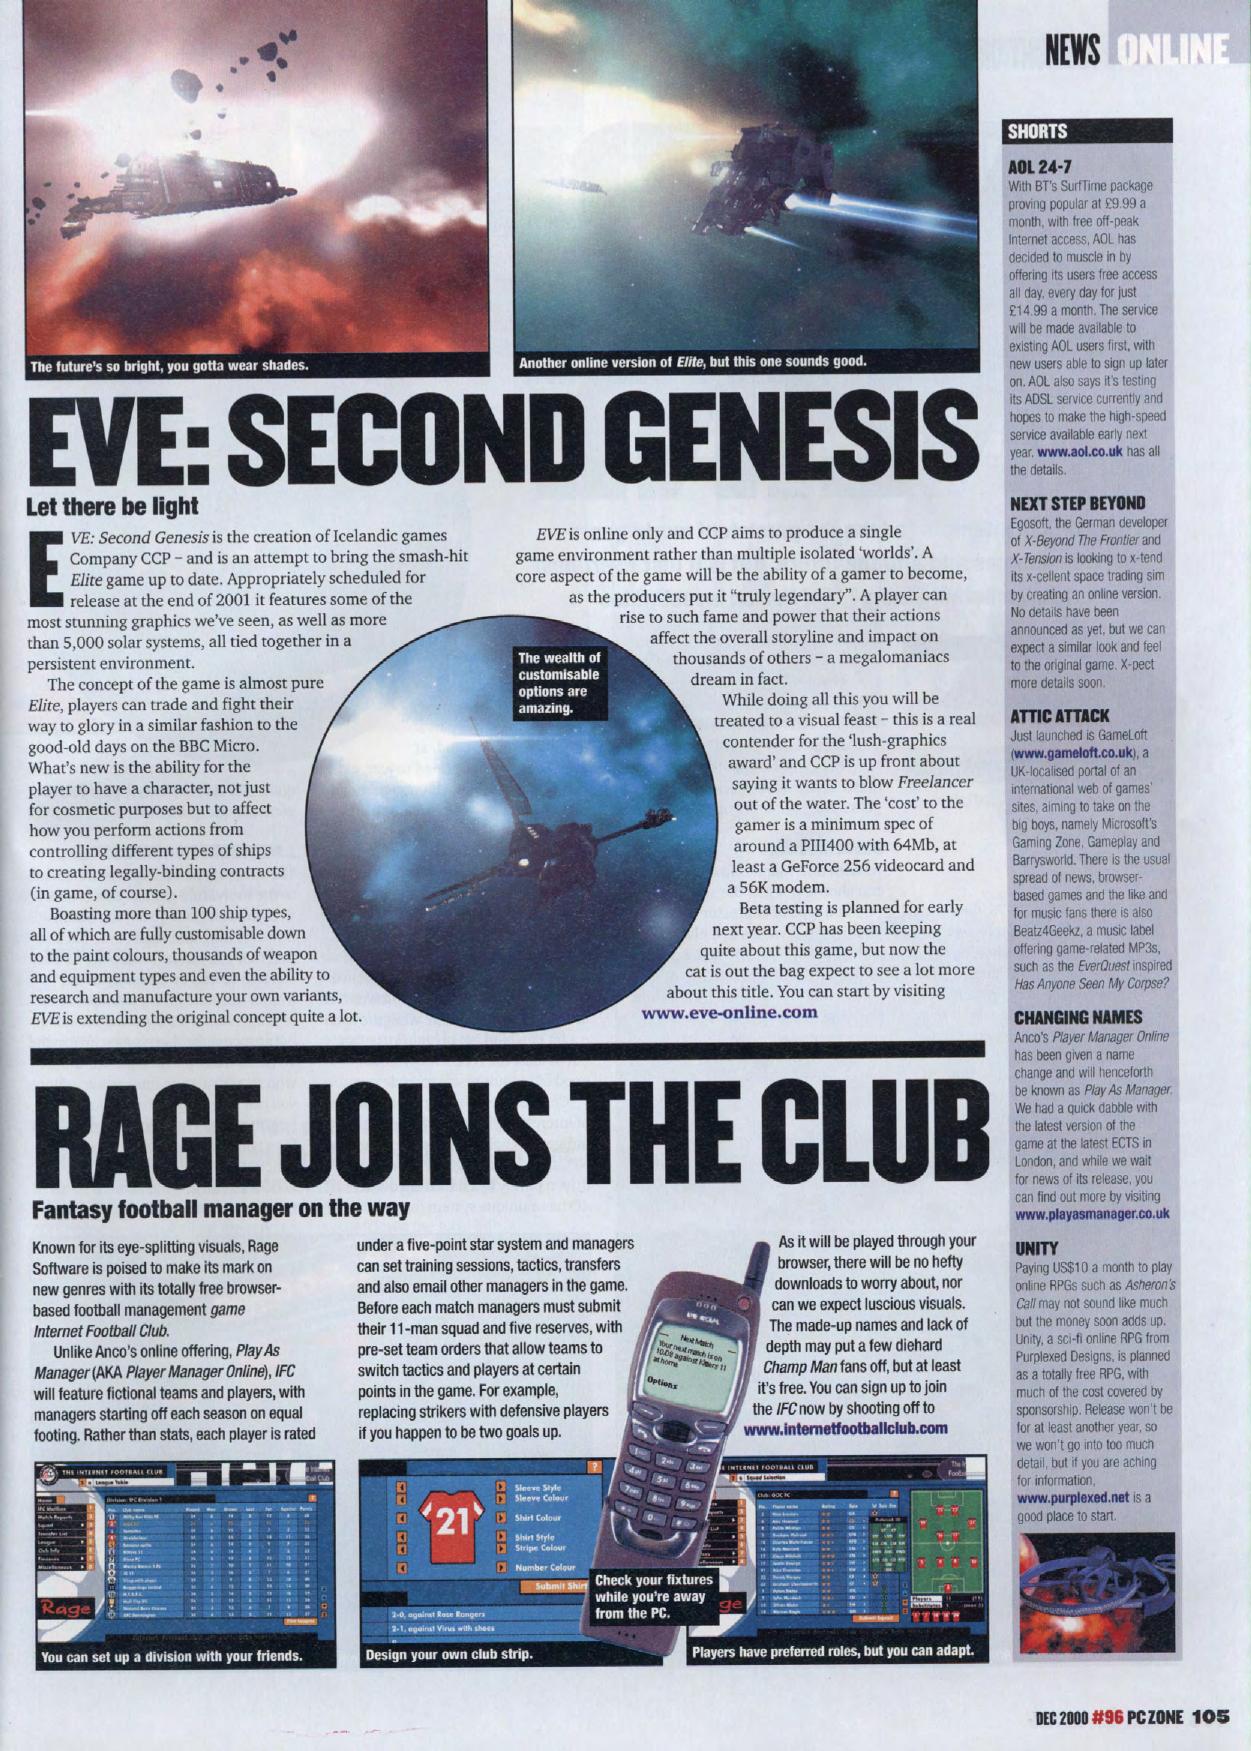 NEWS ONLINE
The future's so bright, you gotta wear shades.
Another online version of Elite, but this one sounds good.
EVE: SECOND GENESIS
Let there be light
EVE: Second Genesis is the creation of Icelandic games
Company CCP – and is an attempt to bring the smash-hit
Elite game up to date. Appropriately scheduled for
release at the end of 2001 it features some of the
most stunning graphics we've seen, as well as more
than 5,000 solar systems, all tied together in a
persistent environment.
The concept of the game is almost pure
Elite, players can trade and fight their
way to glory in a similar fashion to the
good-old days on the BBC Micro.
What's new is the ability for the
player to have a character, not just
for cosmetic purposes but to affect
how you perform actions from
controlling different types of ships
to creating legally-binding contracts
(in game, of course).
Boasting more than 100 ship types,
all of which are fully customisable down
to the paint colours, thousands of weapon
and equipment types and even the ability to
research and manufacture your own variants,
EVE is extending the original concept quite a lot.
The wealth of
customisable
options are
amazing.
EVE is online only and CCP aims to produce a single
game environment rather than multiple isolated 'worlds'. A
core aspect of the game will be the ability of a gamer to become,
as the producers put it "truly legendary". A player can
rise to such fame and power that their actions
affect the overall storyline and impact on
thousands of others – a megalomaniacs
dream in fact.
While doing all this you will be
treated to a visual feast – this is a real
contender for the 'lush-graphics
award' and CCP is up front about
saying it wants to blow Freelancer
out of the water. The 'cost' to the
gamer is a minimum spec of
around a PIII400 with 64Mb, at
least a GeForce 256 videocard and
a 56K modem.
Beta testing is planned for early
next year. CCP has been keeping
quite about this game, but now the
cat is out the bag expect to see a lot more
about this title. You can start by visiting
www.eve-online.com
RAGE JOINS THE CLUB
Fantasy football manager on the way
Known for its eye-splitting visuals, Rage
Software is poised to make its mark on
new genres with its totally free browser-
based football management game
Internet Football Club.
Unlike Anco's online offering, Play As
Manager (AKA Player Manager Online), IFC
will feature fictional teams and players, with
managers starting off each season on equal
footing. Rather than stats, each player is rated
under a five-point star system and managers
can set training sessions, tactics, transfers
and also email other managers in the game.
Before each match managers must submit
their 11-man squad and five reserves, with
pre-set team orders that allow teams to
switch tactics and players at certain
points in the game. For example,
replacing strikers with defensive players
if you happen to be two goals up.
As it will be played through your
browser, there will be no hefty
downloads to worry about, nor
can we expect luscious visuals.
The made-up names and lack of
depth may put a few diehard
Champ Man fans off, but at least
it's free. You can sign up to join
the IFC now by shooting off to
www.internetfootballclub.com
Next Match
Your next match is on
at home
Options
THE INTERNET FOOTBALL CLUB
League Table
Rage
You can set up a division with your friends.
Sleeve Style
Sleeve Colour
Shirt Colour
Shirt Style
Stripe Colour
Number Colour
21
Submit Shirt
2-0, against Rose Rangers
2-1, against Virus with shoes
Design your own club strip.
Check your fixtures
while you're away
from the PC.
THE INTERNET FOOTBALL CLUB
Squad Selection
Players have preferred roles, but you can adapt.
SHORTS
AOL 24-7
With BT's SurfTime package
proving popular at £9.99 a
month, with free off-peak
Internet access, AOL has
decided to muscle in by
offering its users free access
all day, every day for just
£14.99 a month. The service
will be made available to
existing AOL users first, with
new users able to sign up later
on. AOL also says it's testing
its ADSL service currently and
hopes to make the high-speed
service available early next
year. www.aol.co.uk has all
the details.
NEXT STEP BEYOND
Egosoft, the German developer
of X-Beyond The Frontier and
X-Tension is looking to x-tend
its x-cellent space trading sim
by creating an online version.
No details have been
announced as yet, but we can
expect a similar look and feel
to the original game. X-pect
more details soon.
ATTIC ATTACK
Just launched is GameLoft
(www.gameloft.co.uk), a
UK-localised portal of an
international web of games'
sites, aiming to take on the
big boys, namely Microsoft's
Gaming Zone, Gameplay and
Barrysworld. There is the usual
spread of news, browser-
based games and the like and
for music fans there is also
Beatz4Geekz, a music label
offering game-related MP3s,
such as the EverQuest inspired
Has Anyone Seen My Corpse?
CHANGING NAMES
Anco's Player Manager Online
has been given a name
change and will henceforth
be known as Play As Manager.
We had a quick dabble with
the latest version of the
game at the latest ECTS in
London, and while we wait
for news of its release, you
can find out more by visiting
www.playasmanager.co.uk
UNITY
Paying US$10 a month to play
online RPGs such as Asheron's
Call may not sound like much
but the money soon adds up.
Unity, a sci-fi online RPG from
Purplexed Designs, is planned
as a totally free RPG, with
much of the cost covered by
sponsorship. Release won't be
for at least another year, so
we won't go into too much
detail, but if you are aching
for information,
www.purplexed.net is a
good place to start.
DEC 2000 #96 PC ZONE 105